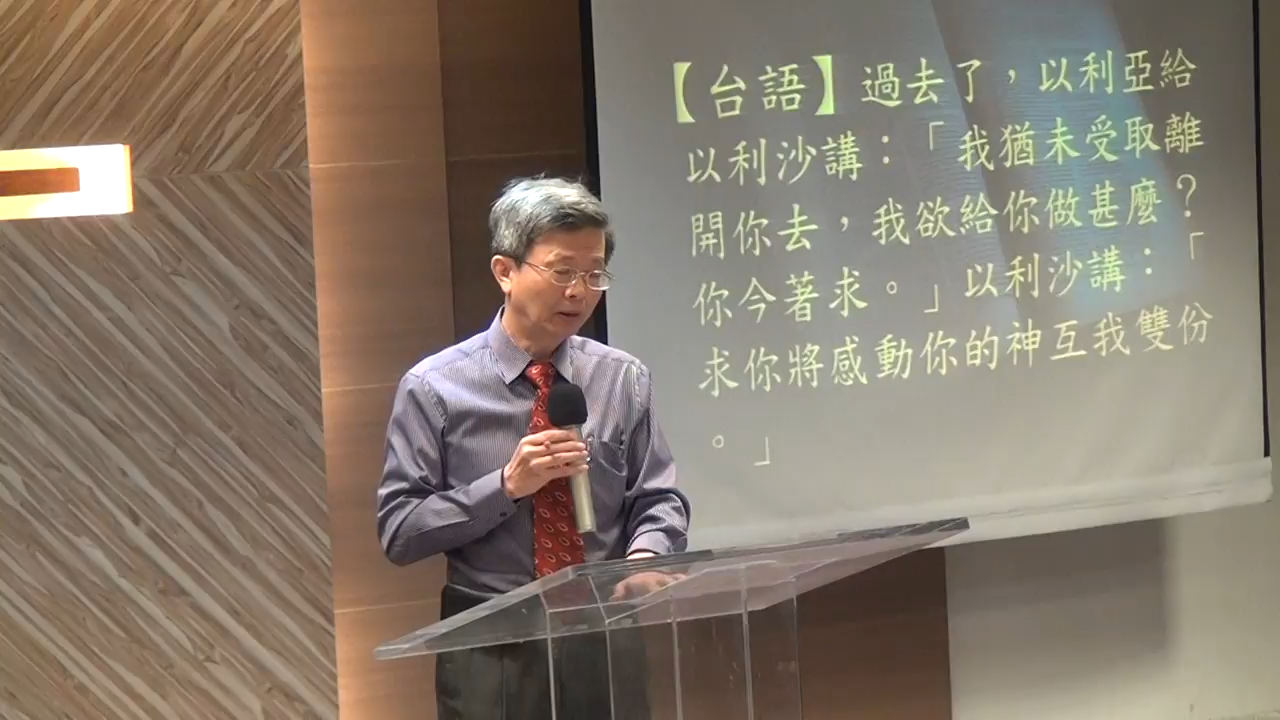 【台語】過去了，以利亞給
以利沙講：「我猶未受取離
開你去，我欲給你做甚麼？
你今著求。」以利沙講：「
求你將感動你的神互我雙份
。」